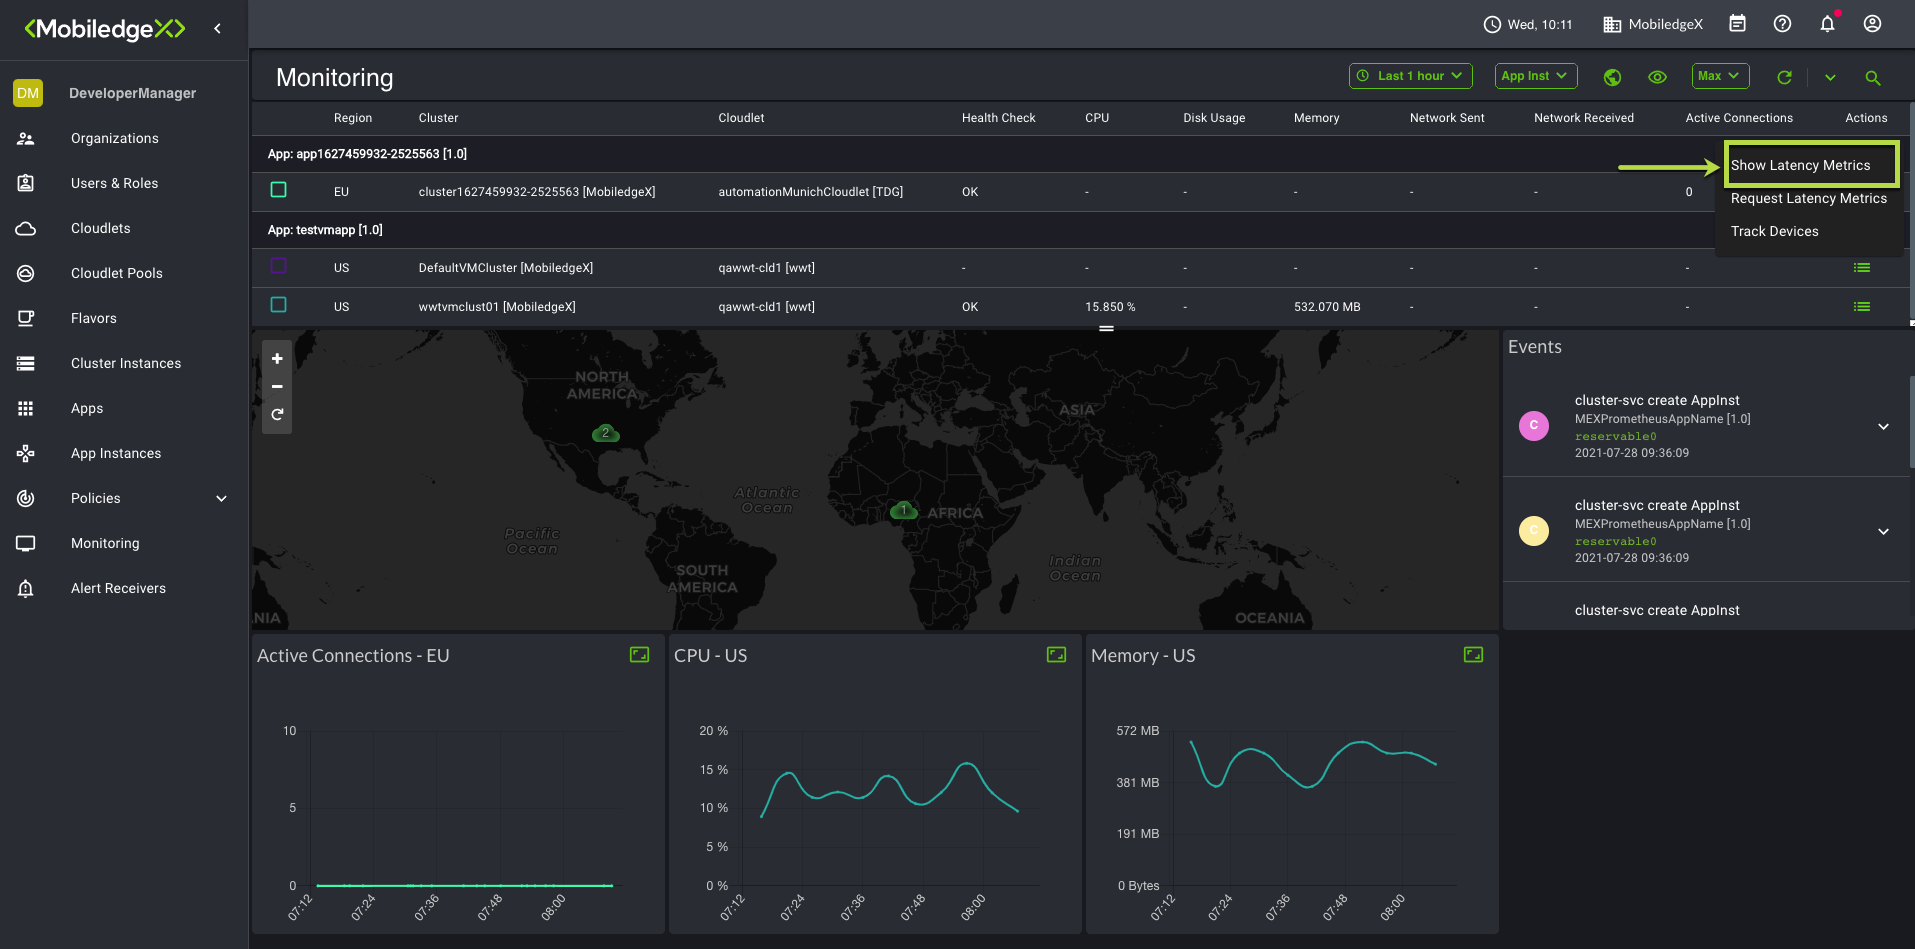 <MobiledgeX>
Wed, 10:11
MobiledgeX
DM
DeveloperManager
Organizations
Users & Roles
Cloudlets
Cloudlet Pools
Flavors
Cluster Instances
Apps
App Instances
Policies
Monitoring
Alert Receivers
Monitoring
Last 1 hour
App Inst
Max
Region Cluster Cloudlet Health Check CPU Disk Usage Memory Network Sent Network Received Active Connections Actions
App: app1627459932-2525563 [1.0]
EU cluster1627459932-2525563 [MobiledgeX] automationMunichCloudlet [TDG] OK - - - - - 0
App: testvmapp [1.0]
US DefaultVMCluster [MobiledgeX] qawwt-cld1 [wwt] - - - - - - -
US wwtvmclust01 [MobiledgeX] qawwt-cld1 [wwt] OK 15.850 % - 532.070 MB - - -
Show Latency Metrics
Request Latency Metrics
Track Devices
+
−
NORTH
AMERICA
2
ASIA
Atlantic
Ocean
1
AFRICA
Pacific
Ocean
Indian
Ocean
SOUTH
AMERICA
NIA
OCEANIA
Events
C
cluster-svc create AppInst
MEXPrometheusAppName [1.0]
reservable0
2021-07-28 09:36:09
C
cluster-svc create AppInst
MEXPrometheusAppName [1.0]
reservable0
2021-07-28 09:36:09
cluster-svc create AppInst
Active Connections - EU
10
5
0
07:12 07:24 07:36 07:48 08:00
CPU - US
20 %
15 %
10 %
5 %
0 %
07:12 07:24 07:36 07:48 08:00
Memory - US
572 MB
381 MB
191 MB
0 Bytes
07:12 07:24 07:36 07:48 08:00